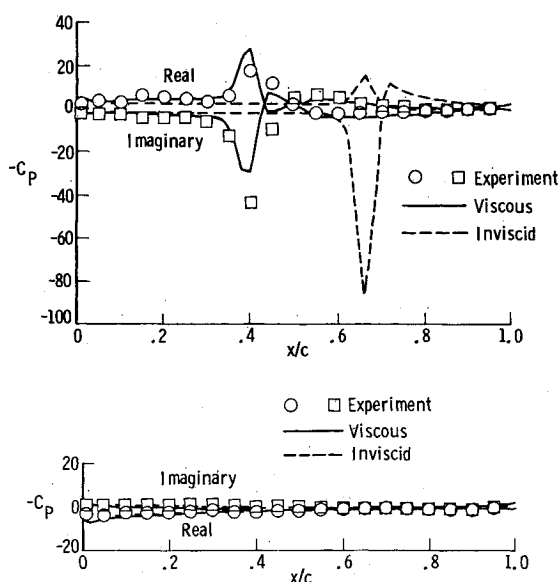 40
20
0
-20
-40
-60
-80
-100
-C_P
Real
Imaginary
Experiment
Viscous
Inviscid
0 .2 .4 .6 .8 1.0
x/c
Experiment
Viscous
Inviscid
20
0
-20
-C_P
Imaginary
Real
0 .2 .4 .6 .8 1.0
x/c